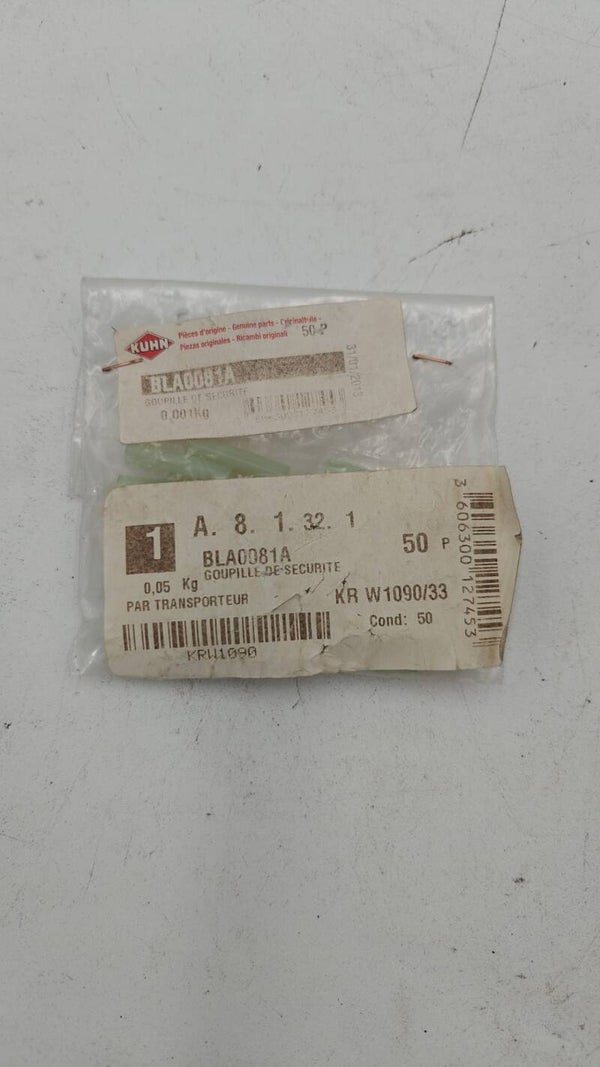 KUHN
Pièces d'origine - Genuine parts -
Piezas originales - Ricambi originali
50 P
BLA0081A
GOUPILLE DE SECURITE
0,001Kg
1
A. 8. 1. 32. 1
BLA0081A
50 P
GOUPILLE DE SECURITE
0,05 Kg
PAR TRANSPORTEUR
KR W1090/33
Cond: 50
KRW1090
3 606300 127453